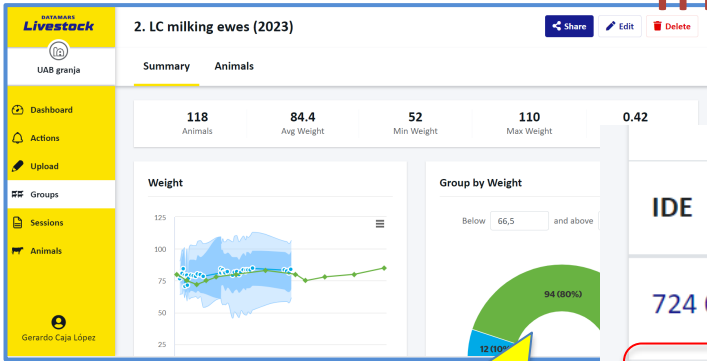 DATAMARS
Livestock
UAB granja
Dashboard
Actions
Upload
Groups
Sessions
Animals
Gerardo Caja López
2. LC milking ewes (2023)
Share
Edit
Delete
Summary
Animals
118
Animals
84.4
Avg Weight
52
Min Weight
110
Max Weight
0.42
Weight
125
100
75
50
25
Group by Weight
Below 66,5 and above
94 (80%)
12 (10%
IDE
724